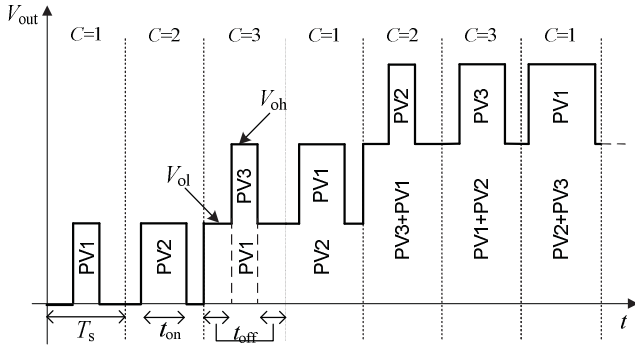 Vout
C=1 C=2 C=3 C=1 C=2 C=3 C=1
Voh
Vol
PV1
PV2
PV3
PV1
PV1
PV2
PV2
PV3+PV1
PV3
PV1+PV2
PV1
PV2+PV3
Ts
ton
toff
t